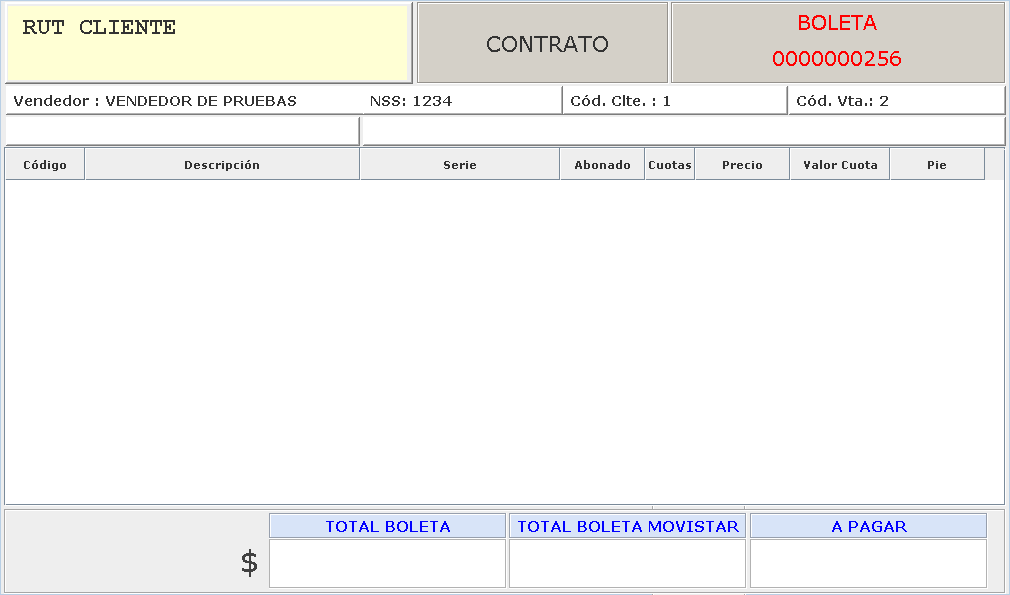 RUT CLIENTE
CONTRATO
BOLETA
0000000256
Vendedor : VENDEDOR DE PRUEBAS NSS: 1234 Cód. Clte. : 1 Cód. Vta.: 2
Código Descripción Serie Abonado Cuotas Precio Valor Cuota Pie
TOTAL BOLETA TOTAL BOLETA MOVISTAR A PAGAR
$